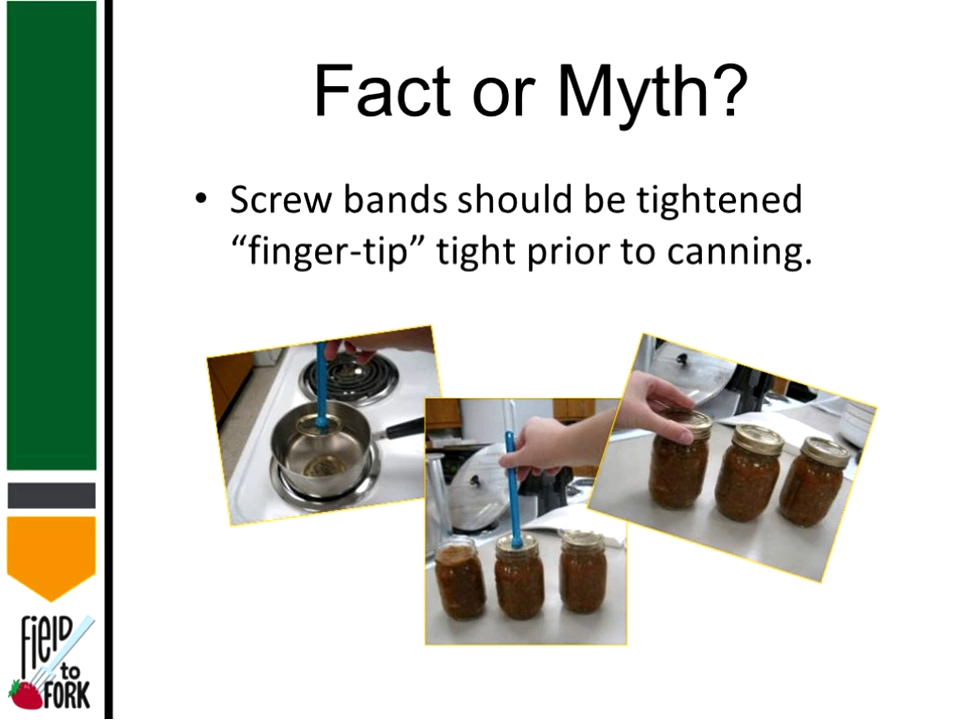 Fact or Myth?
• Screw bands should be tightened
“finger-tip” tight prior to canning.
FiELD
to
FORK